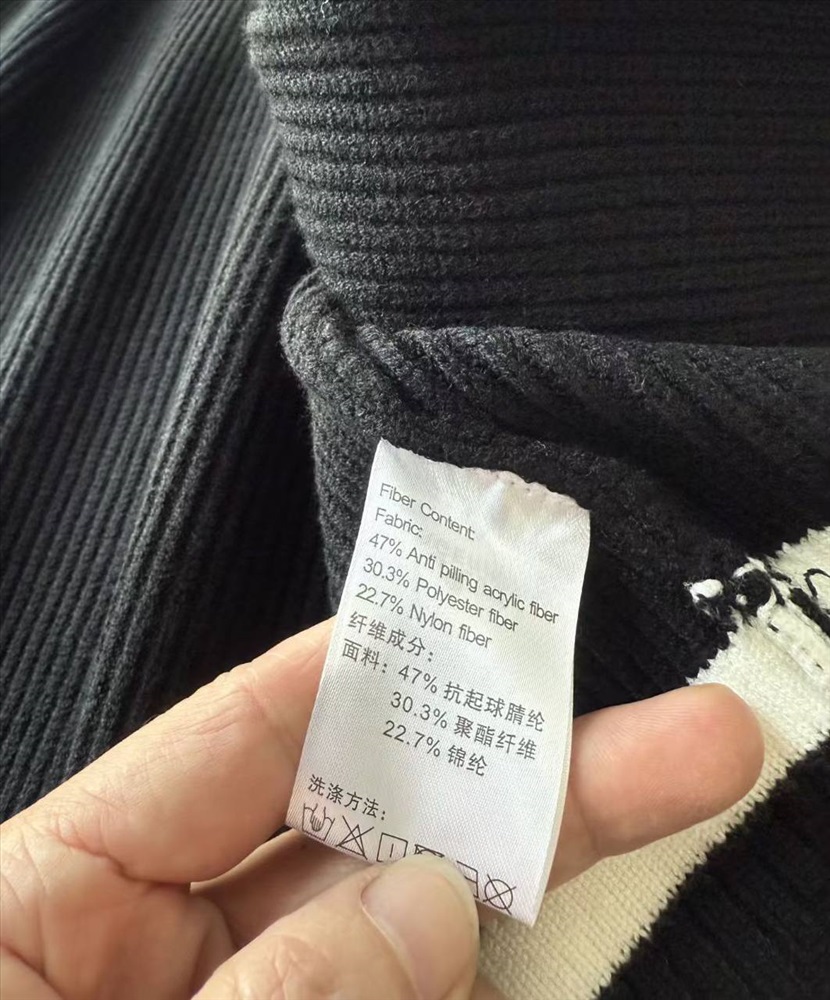 Fiber Content:
Fabric:
47% Anti pilling acrylic fiber
30.3% Polyester fiber
22.7% Nylon fiber
纤维成分：
面料：47% 抗起球腈纶
30.3% 聚酯纤维
22.7% 锦纶
洗涤方法：